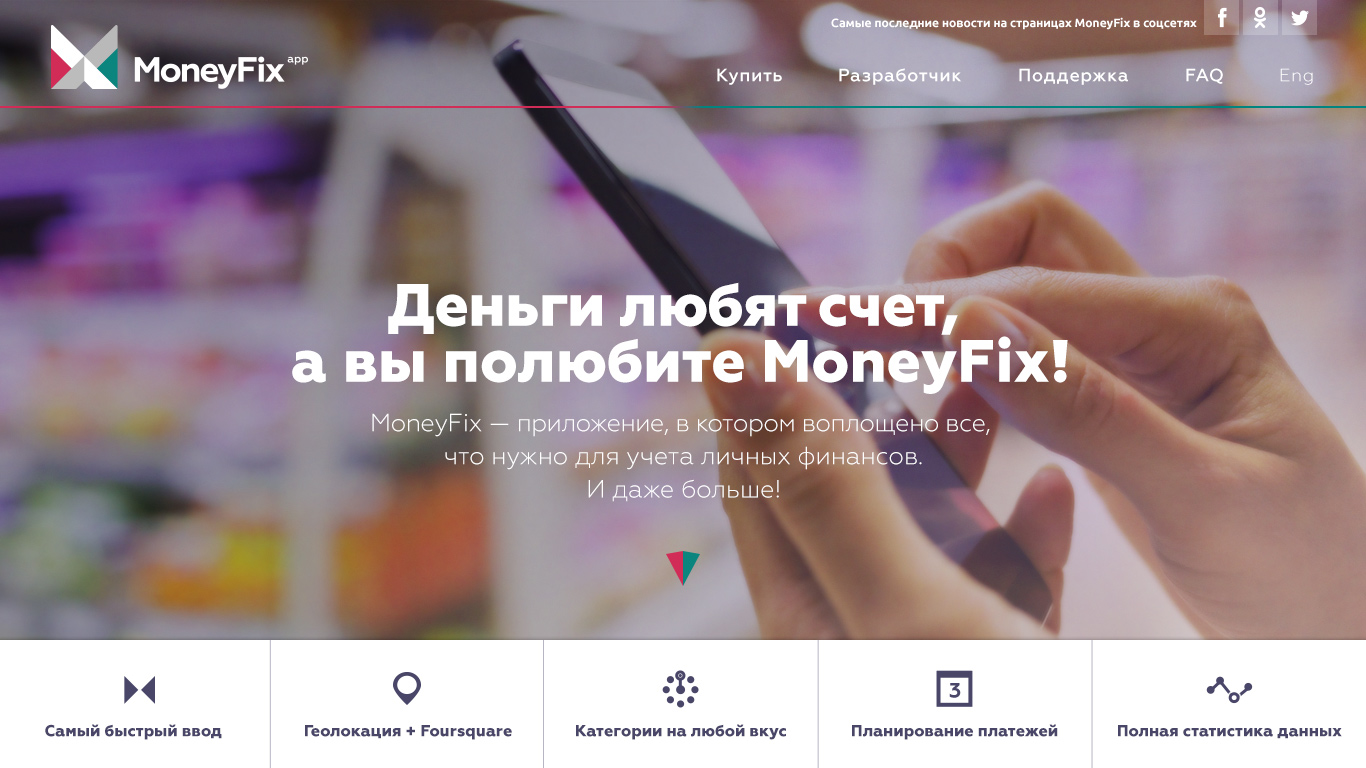 Самые последние новости на страницах MoneyFix в соцсетях
MoneyFix app
Купить Разработчик Поддержка FAQ Eng
Деньги любят счет,
а вы полюбите MoneyFix!
MoneyFix — приложение, в котором воплощено все,
что нужно для учета личных финансов.
И даже больше!
3
Самый быстрый ввод
Геолокация + Foursquare
Категории на любой вкус
Планирование платежей
Полная статистика данных